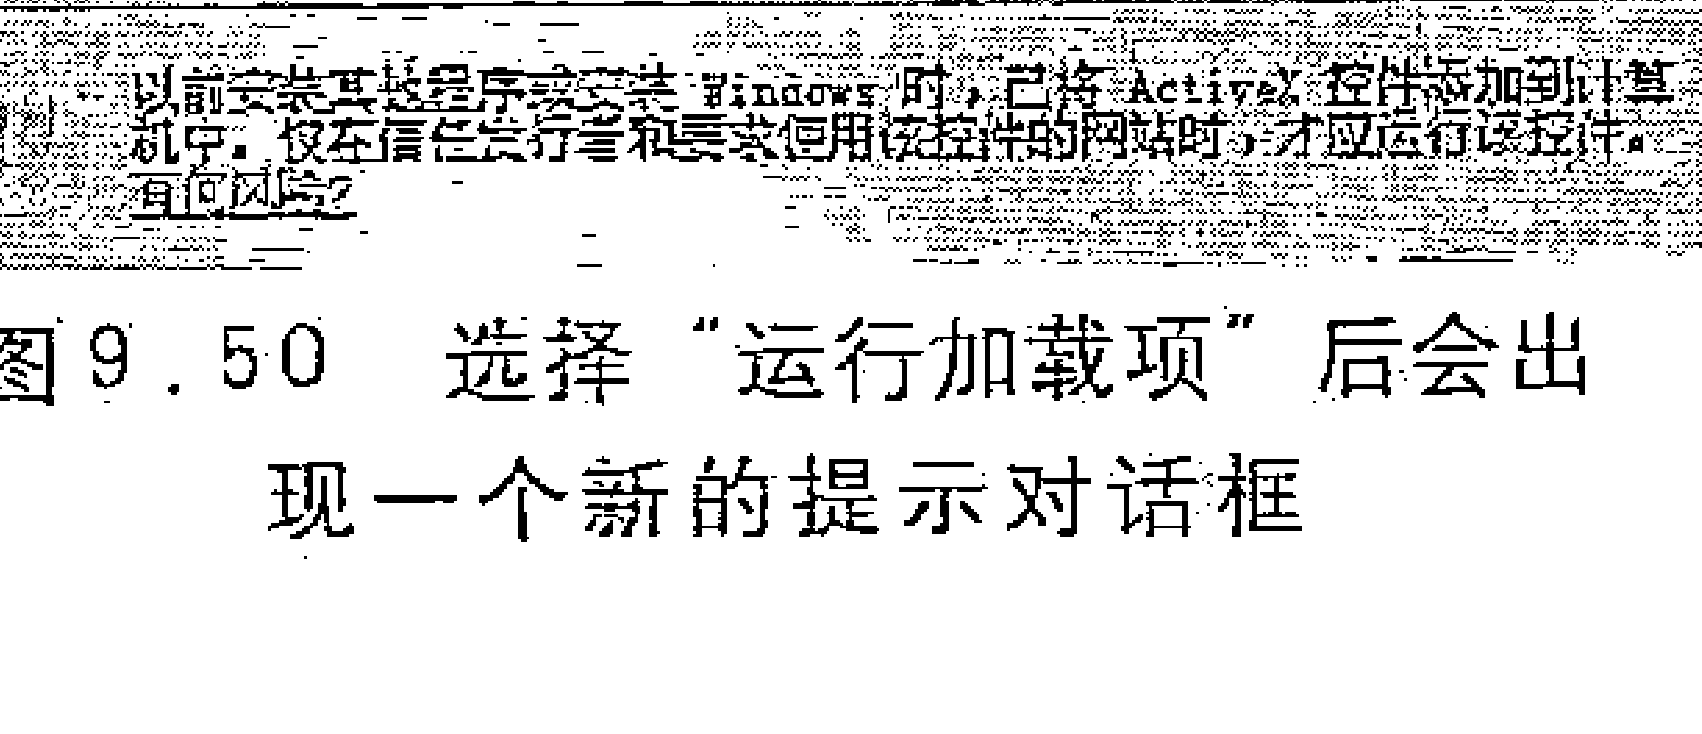 以前安装其他程序或安装 Windows 时，已将 ActiveX 控件添加到计算
机中。仅在信任发行者和要求使用该控件的网站时，才应运行该控件。
有何风险?
图9.50 选择“运行加载项”后会出
现一个新的提示对话框